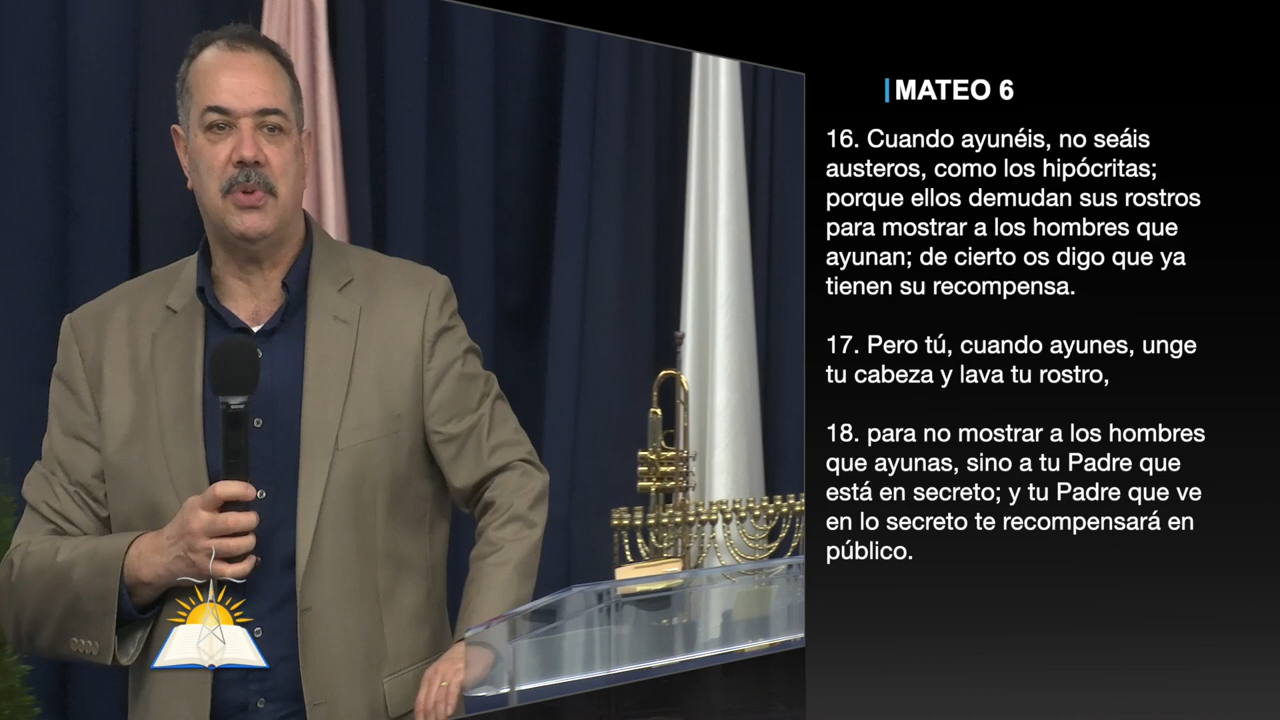 MATEO 6
16. Cuando ayunéis, no seáis
austeros, como los hipócritas;
porque ellos demudan sus rostros
para mostrar a los hombres que
ayunan; de cierto os digo que ya
tienen su recompensa.
17. Pero tú, cuando ayunes, unge
tu cabeza y lava tu rostro,
18. para no mostrar a los hombres
que ayunas, sino a tu Padre que
está en secreto; y tu Padre que ve
en lo secreto te recompensará en
público.